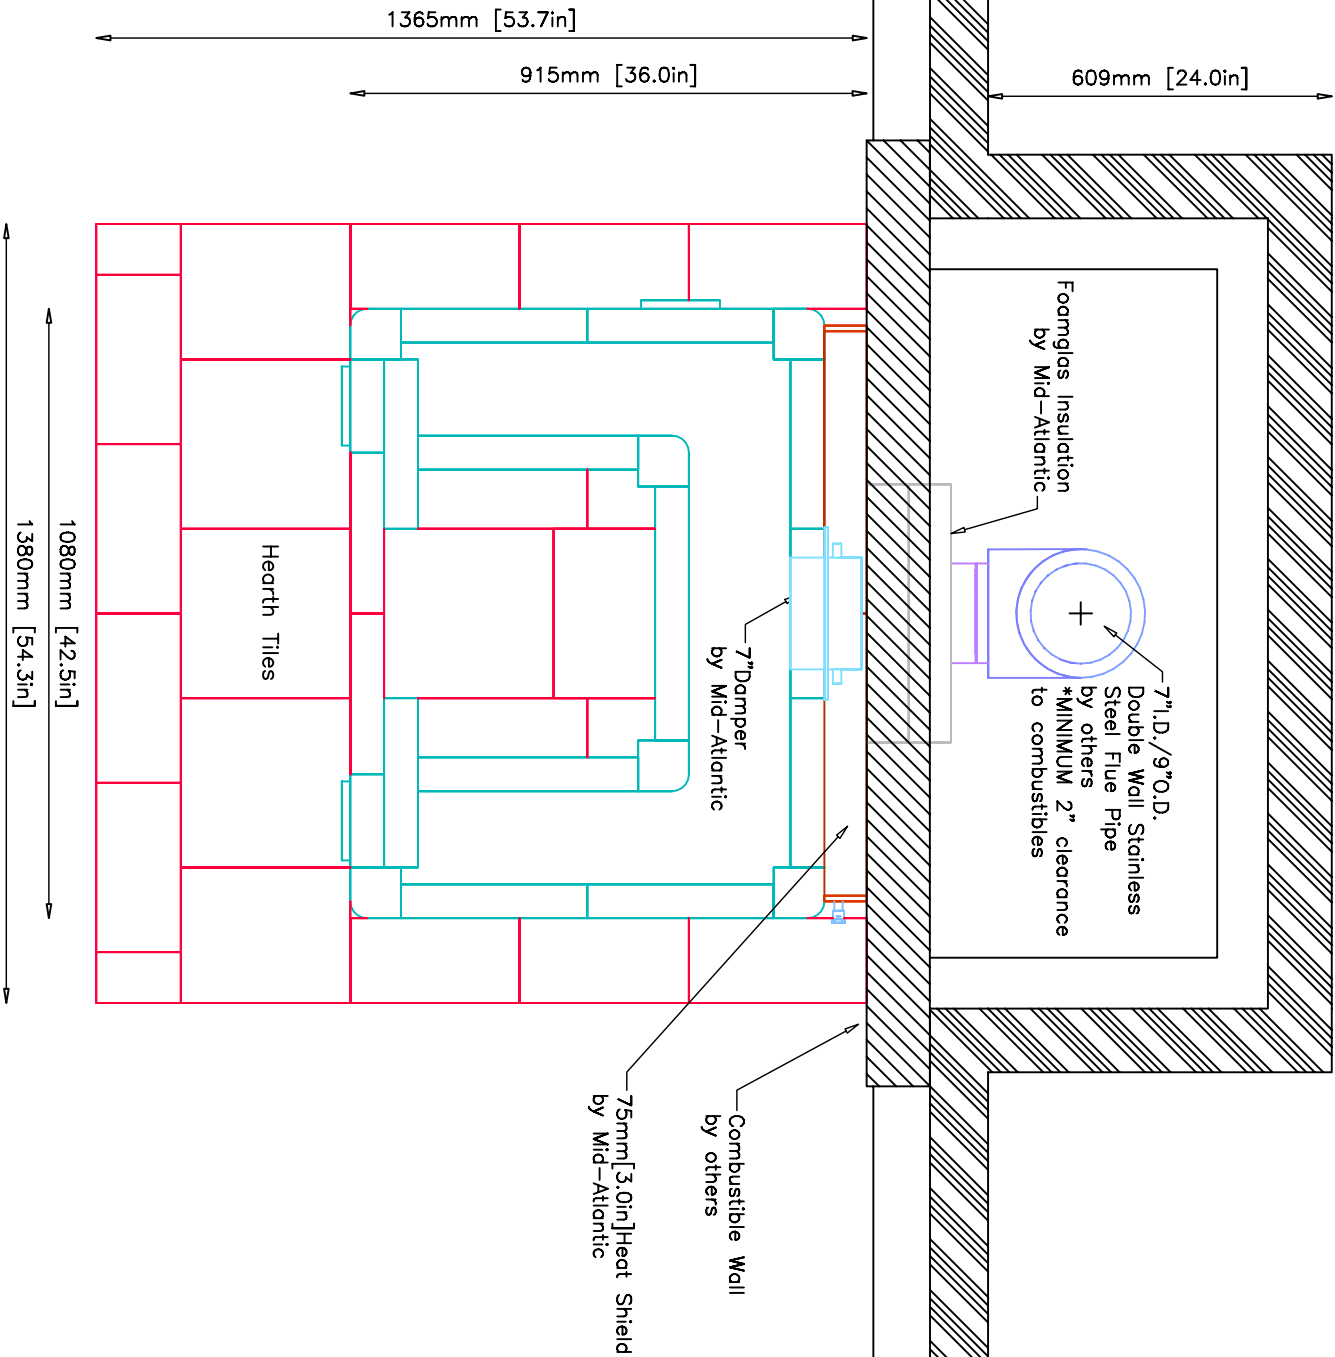 1365mm [53.7in]
915mm [36.0in]
609mm [24.0in]
Foamglas Insulation
by Mid-Atlantic
7"I.D./9"O.D.
Double Wall Stainless
Steel Flue Pipe
by others
*MINIMUM 2" clearance
to combustibles
7"Damper
by Mid-Atlantic
Hearth Tiles
1080mm [42.5in]
1380mm [54.3in]
Combustible Wall
by others
75mm[3.0in]Heat Shield
by Mid-Atlantic